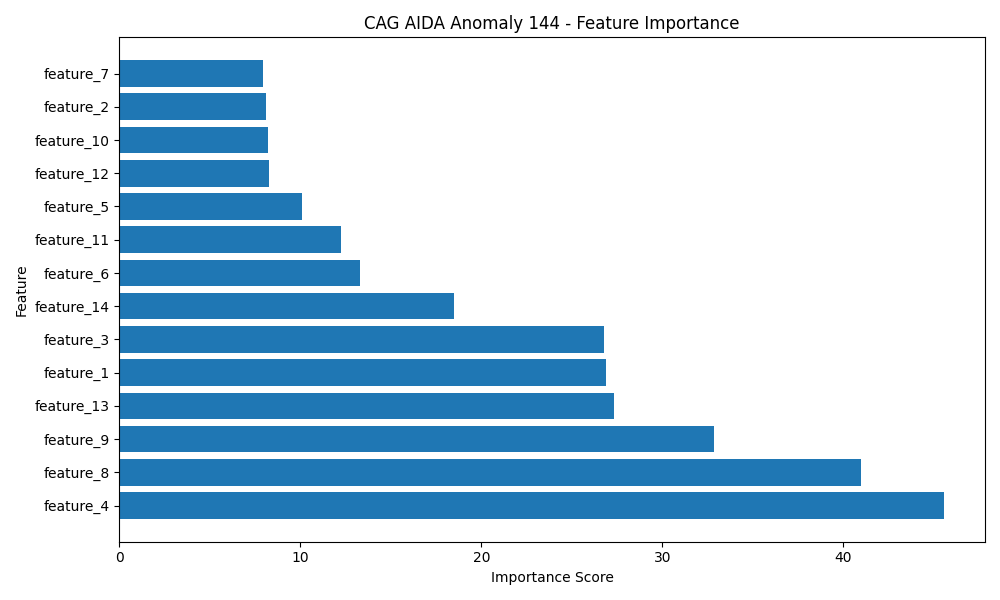 CAG AIDA Anomaly 144 - Feature Importance
Feature
feature_7
feature_2
feature_10
feature_12
feature_5
feature_11
feature_6
feature_14
feature_3
feature_1
feature_13
feature_9
feature_8
feature_4
0 10 20 30 40
Importance Score